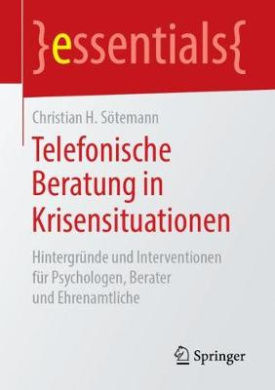 }essentials{
Christian H. Sötemann
Telefonische
Beratung in
Krisensituationen
Hintergründe und Interventionen
für Psychologen, Berater
und Ehrenamtliche
Springer